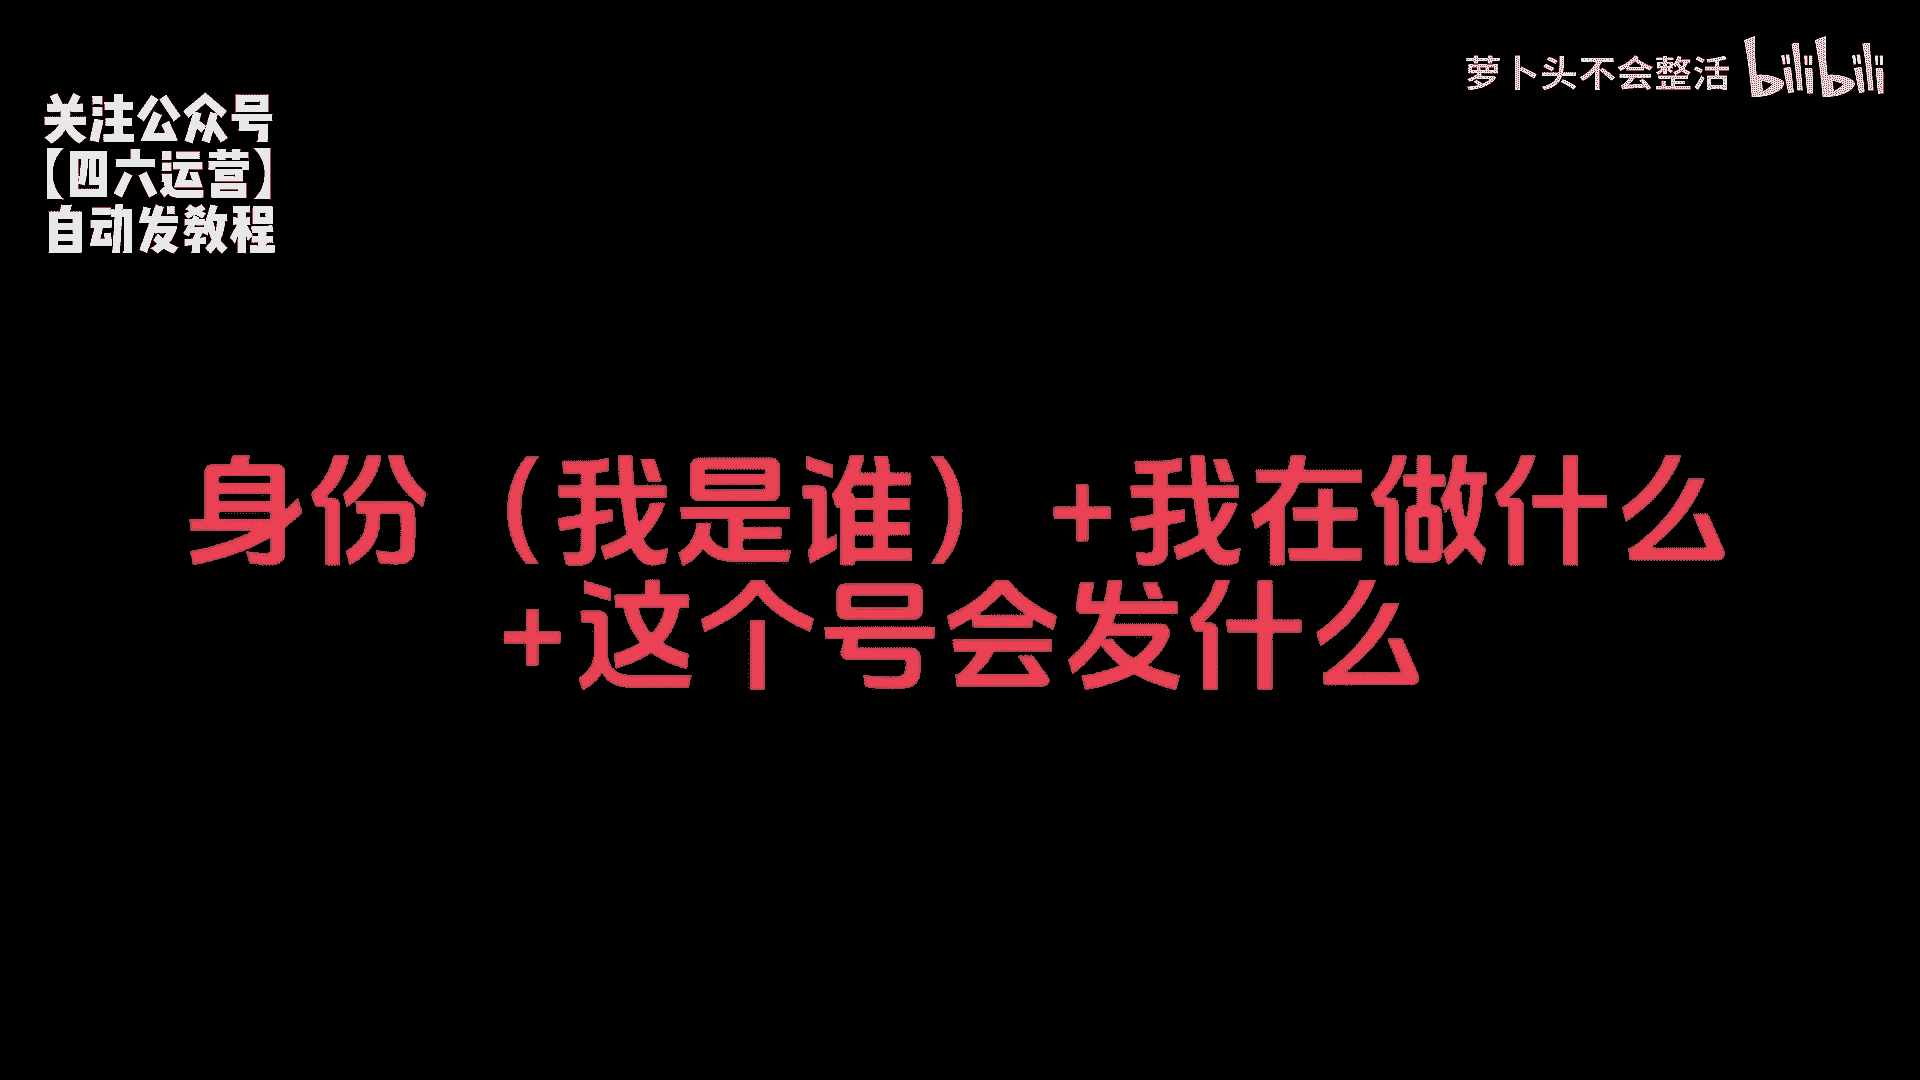 萝卜头不会整活 bilibili
关注公众号
【四六运营】
自动发教程
身份（我是谁）+我在做什么
+这个号会发什么